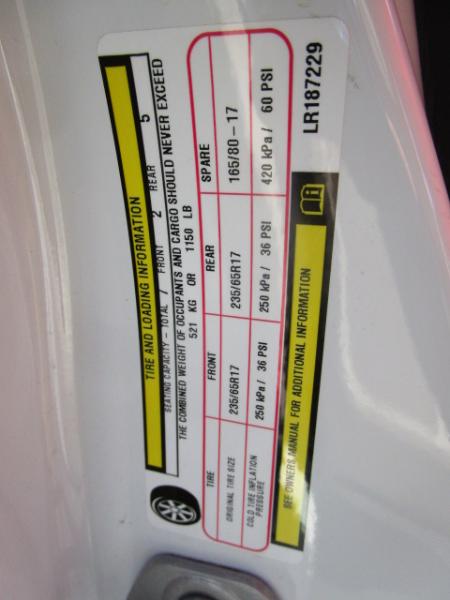 TIRE AND LOADING INFORMATION
SEATING CAPACITY - TOTAL / FRONT 2 REAR 5
THE COMBINED WEIGHT OF OCCUPANTS AND CARGO SHOULD NEVER EXCEED
521 KG OR 1150 LB
TIRE FRONT REAR SPARE
ORIGINAL TIRE SIZE 235/65R17 235/65R17 165/80-17
COLD TIRE INFLATION PRESSURE 250 kPa / 36 PSI 250 kPa / 36 PSI 420 kPa / 60 PSI
SEE OWNERS MANUAL FOR ADDITIONAL INFORMATION
LR187229